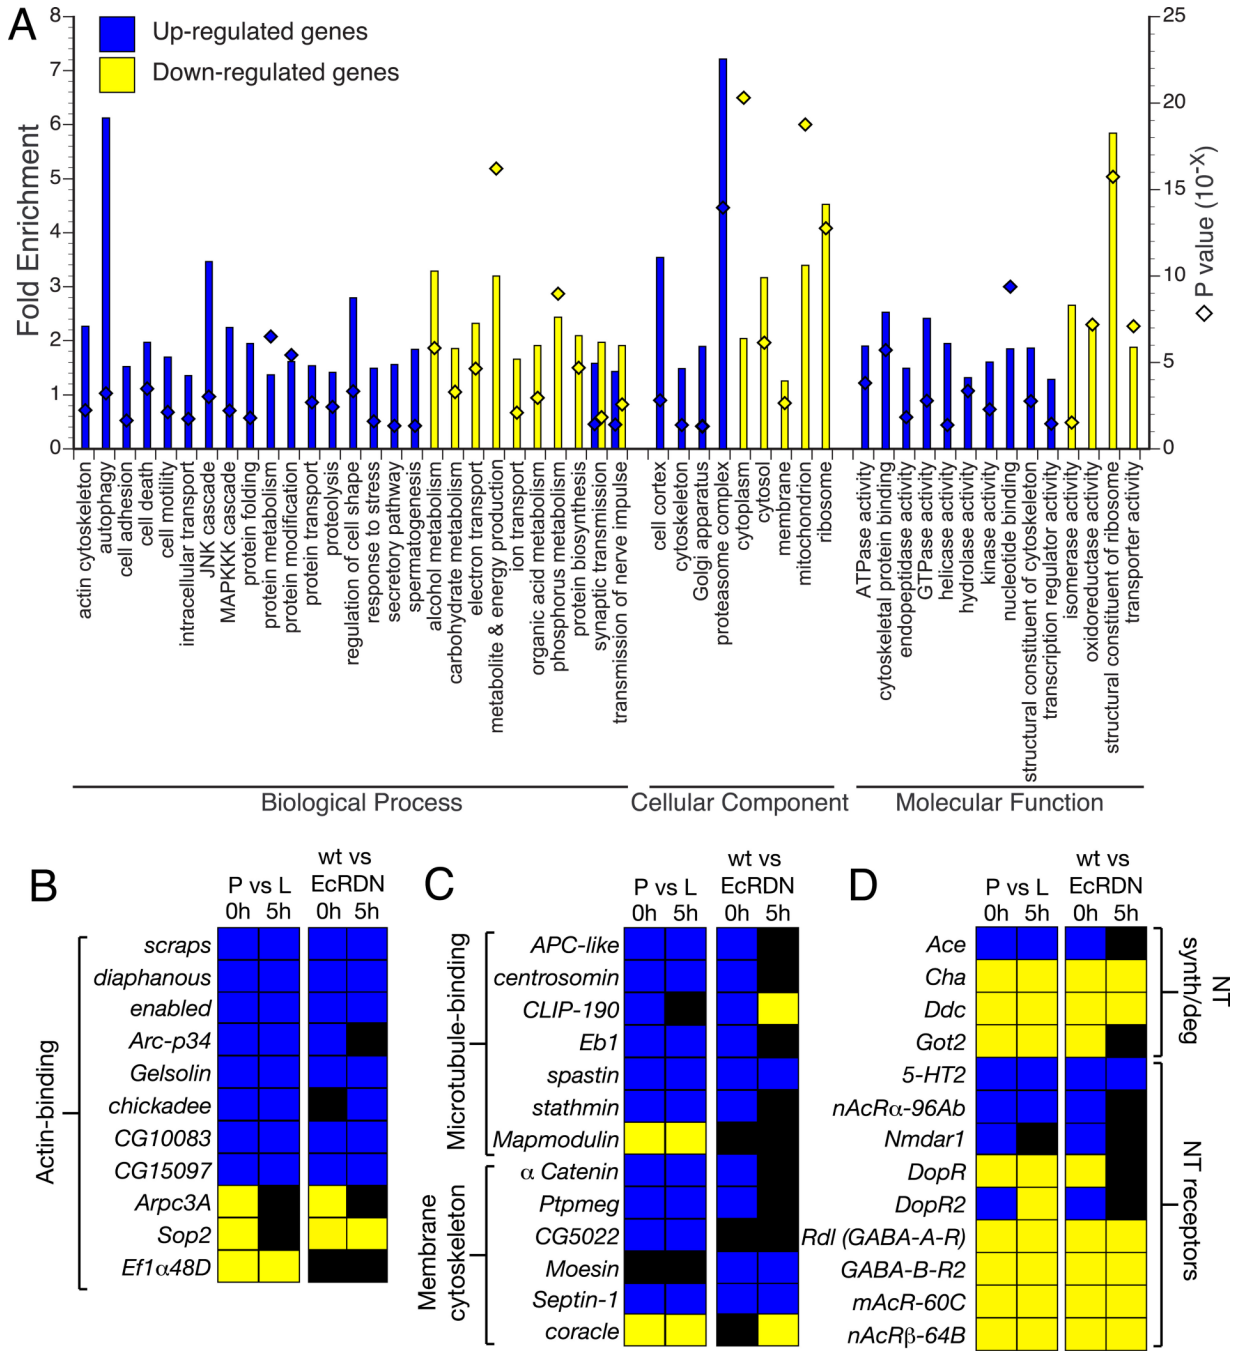 A
Up-regulated genes
Down-regulated genes
Fold Enrichment
8
7
6
5
4
3
2
1
0
25
20
15
10
5
0
P value (10-X)
actin cytoskeleton
autophagy
cell adhesion
cell death
cell motility
intracellular transport
JNK cascade
MAPKKK cascade
protein folding
protein metabolism
protein modification
protein transport
proteolysis
regulation of cell shape
response to stress
secretory pathway
spermatogenesis
alcohol metabolism
carbohydrate metabolism
electron transport
metabolite & energy production
ion transport
organic acid metabolism
phosphorus metabolism
protein biosynthesis
synaptic transmission
transmission of nerve impulse
cell cortex
cytoskeleton
Golgi apparatus
proteasome complex
cytoplasm
cytosol
membrane
mitochondrion
ribosome
ATPase activity
cytoskeletal protein binding
endopeptidase activity
GTPase activity
helicase activity
hydrolase activity
kinase activity
nucleotide binding
structural constituent of cytoskeleton
transcription regulator activity
isomerase activity
oxidoreductase activity
structural constituent of ribosome
transporter activity
Biological Process
Cellular Component
Molecular Function
B
P vs L
wt vs
EcRDN
0h 5h 0h 5h
Actin-binding
scraps
diaphanous
enabled
Arc-p34
Gelsolin
chickadee
CG10083
CG15097
Arpc3A
Sop2
Ef1α48D
C
P vs L
wt vs
EcRDN
0h 5h 0h 5h
Microtubule-binding
APC-like
centrosomin
CLIP-190
Eb1
spastin
stathmin
Mapmodulin
Membrane
cytoskeleton
α Catenin
Ptpmeg
CG5022
Moesin
Septin-1
coracle
D
P vs L
wt vs
EcRDN
0h 5h 0h 5h
Ace
Cha
Ddc
Got2
NT
synth/deg
5-HT2
nAcRα-96Ab
Nmdar1
DopR
DopR2
Rdl (GABA-A-R)
GABA-B-R2
mAcR-60C
nAcRβ-64B
NT receptors